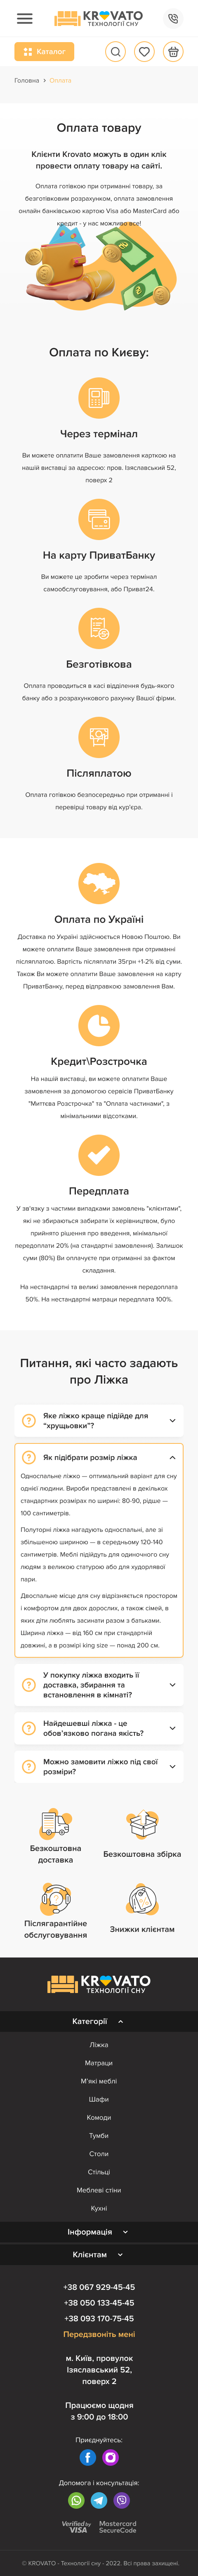 KROVATO
ТЕХНОЛОГІЇ СНУ
Каталог
Головна > Оплата
Оплата товару
Клієнти Krovato можуть в один клік
провести оплату товару на сайті.
Оплата готівкою при отриманні товару, за
безготівковим розрахунком, оплата замовлення
онлайн банківською картою Visa або MasterCard або
кредит - у нас можливо все!
Оплата по Києву:
Через термінал
Ви можете оплатити Ваше замовлення карткою на
нашій виставці за адресою: пров. Ізяславський 52,
поверх 2
На карту ПриватБанку
Ви можете це зробити через термінал
самообслуговування, або Приват24.
Безготівкова
Оплата проводиться в касі відділення будь-якого
банку або з розрахункового рахунку Вашої фірми.
Післяплатою
Оплата готівкою безпосередньо при отриманні і
перевірці товару від кур'єра.
Оплата по Україні
Доставка по Україні здійснюється Новою Поштою. Ви
можете оплатити Ваше замовлення при отриманні
післяплатою. Вартість післяплати 35грн +1-2% від суми.
Також Ви можете оплатити Ваше замовлення на карту
ПриватБанку, перед відправкою замовлення Вам.
Кредит\Розстрочка
На нашій виставці, ви можете оплатити Ваше
замовлення за допомогою сервісів ПриватБанку
"Миттєва Розстрочка" та "Оплата частинами", з
мінімальними відсотками.
Передплата
У зв'язку з частими випадками замовлень "клієнтами",
які не збираються забирати їх керівництвом, було
прийнято рішення про введення, мінімальної
передоплати 20% (на стандартні замовлення). Залишок
суми (80%) Ви оплачуєте при отриманні за фактом
складання.
На нестандартні та великі замовлення передоплата
50%. На нестандартні матраци передплата 100%.
Питання, які часто задають
про Ліжка
Яке ліжко краще підійде для
"хрущьовки"?
Як підібрати розмір ліжка
Односпальне ліжко — оптимальний варіант для сну
однієї людини. Вироби представлені в декількох
стандартних розмірах по ширині: 80-90, рідше —
100 сантиметрів.
Полуторні ліжка нагадують односпальні, але зі
збільшеною шириною — в середньому 120-140
сантиметрів. Меблі підійдуть для одиночного сну
людям з великою статурою або для худорлявої
пари.
Двоспальне місце для сну відрізняється простором
і комфортом для двох дорослих, а також сімей, в
яких діти люблять засинати разом з батьками.
Ширина ліжка — від 160 см при стандартній
довжині, а в розмірі king size — понад 200 см.
У покупку ліжка входить її
доставка, збирання та
встановлення в кімнаті?
Найдешевші ліжка - це
обов'язково погана якість?
Можно замовити ліжко під свої
розміри?
Безкоштовна
доставка
Безкоштовна збірка
Післягарантійне
обслуговування
Знижки клієнтам
KROVATO
ТЕХНОЛОГІЇ СНУ
Категорії
Ліжка
Матраци
М'які меблі
Шафи
Комоди
Тумби
Столи
Стільці
Меблеві стіни
Кухні
Інформація
Клієнтам
+38 067 929-45-45
+38 050 133-45-45
+38 093 170-75-45
Передзвоніть мені
м. Київ, провулок
Ізяславський 52,
поверх 2
Працюємо щодня
з 9:00 до 18:00
Приєднуйтесь:
Допомога і консультація:
Verified by
VISA
Mastercard
SecureCode
© KROVATO - Технології сну - 2022. Всі права захищені.